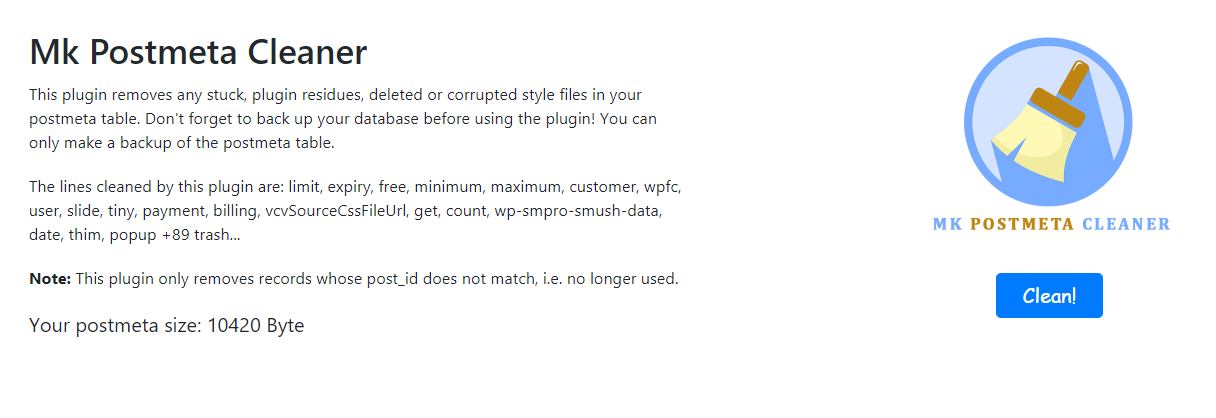 Mk Postmeta Cleaner
This plugin removes any stuck, plugin residues, deleted or corrupted style files in your
postmeta table. Don't forget to back up your database before using the plugin! You can
only make a backup of the postmeta table.
The lines cleaned by this plugin are: limit, expiry, free, minimum, maximum, customer, wpfc,
user, slide, tiny, payment, billing, vcvSourceCssFileUrl, get, count, wp-smpro-smush-data,
date, thim, popup +89 trash...
Note: This plugin only removes records whose post_id does not match, i.e. no longer used.
Your postmeta size: 10420 Byte
MK POSTMETA CLEANER
Clean!